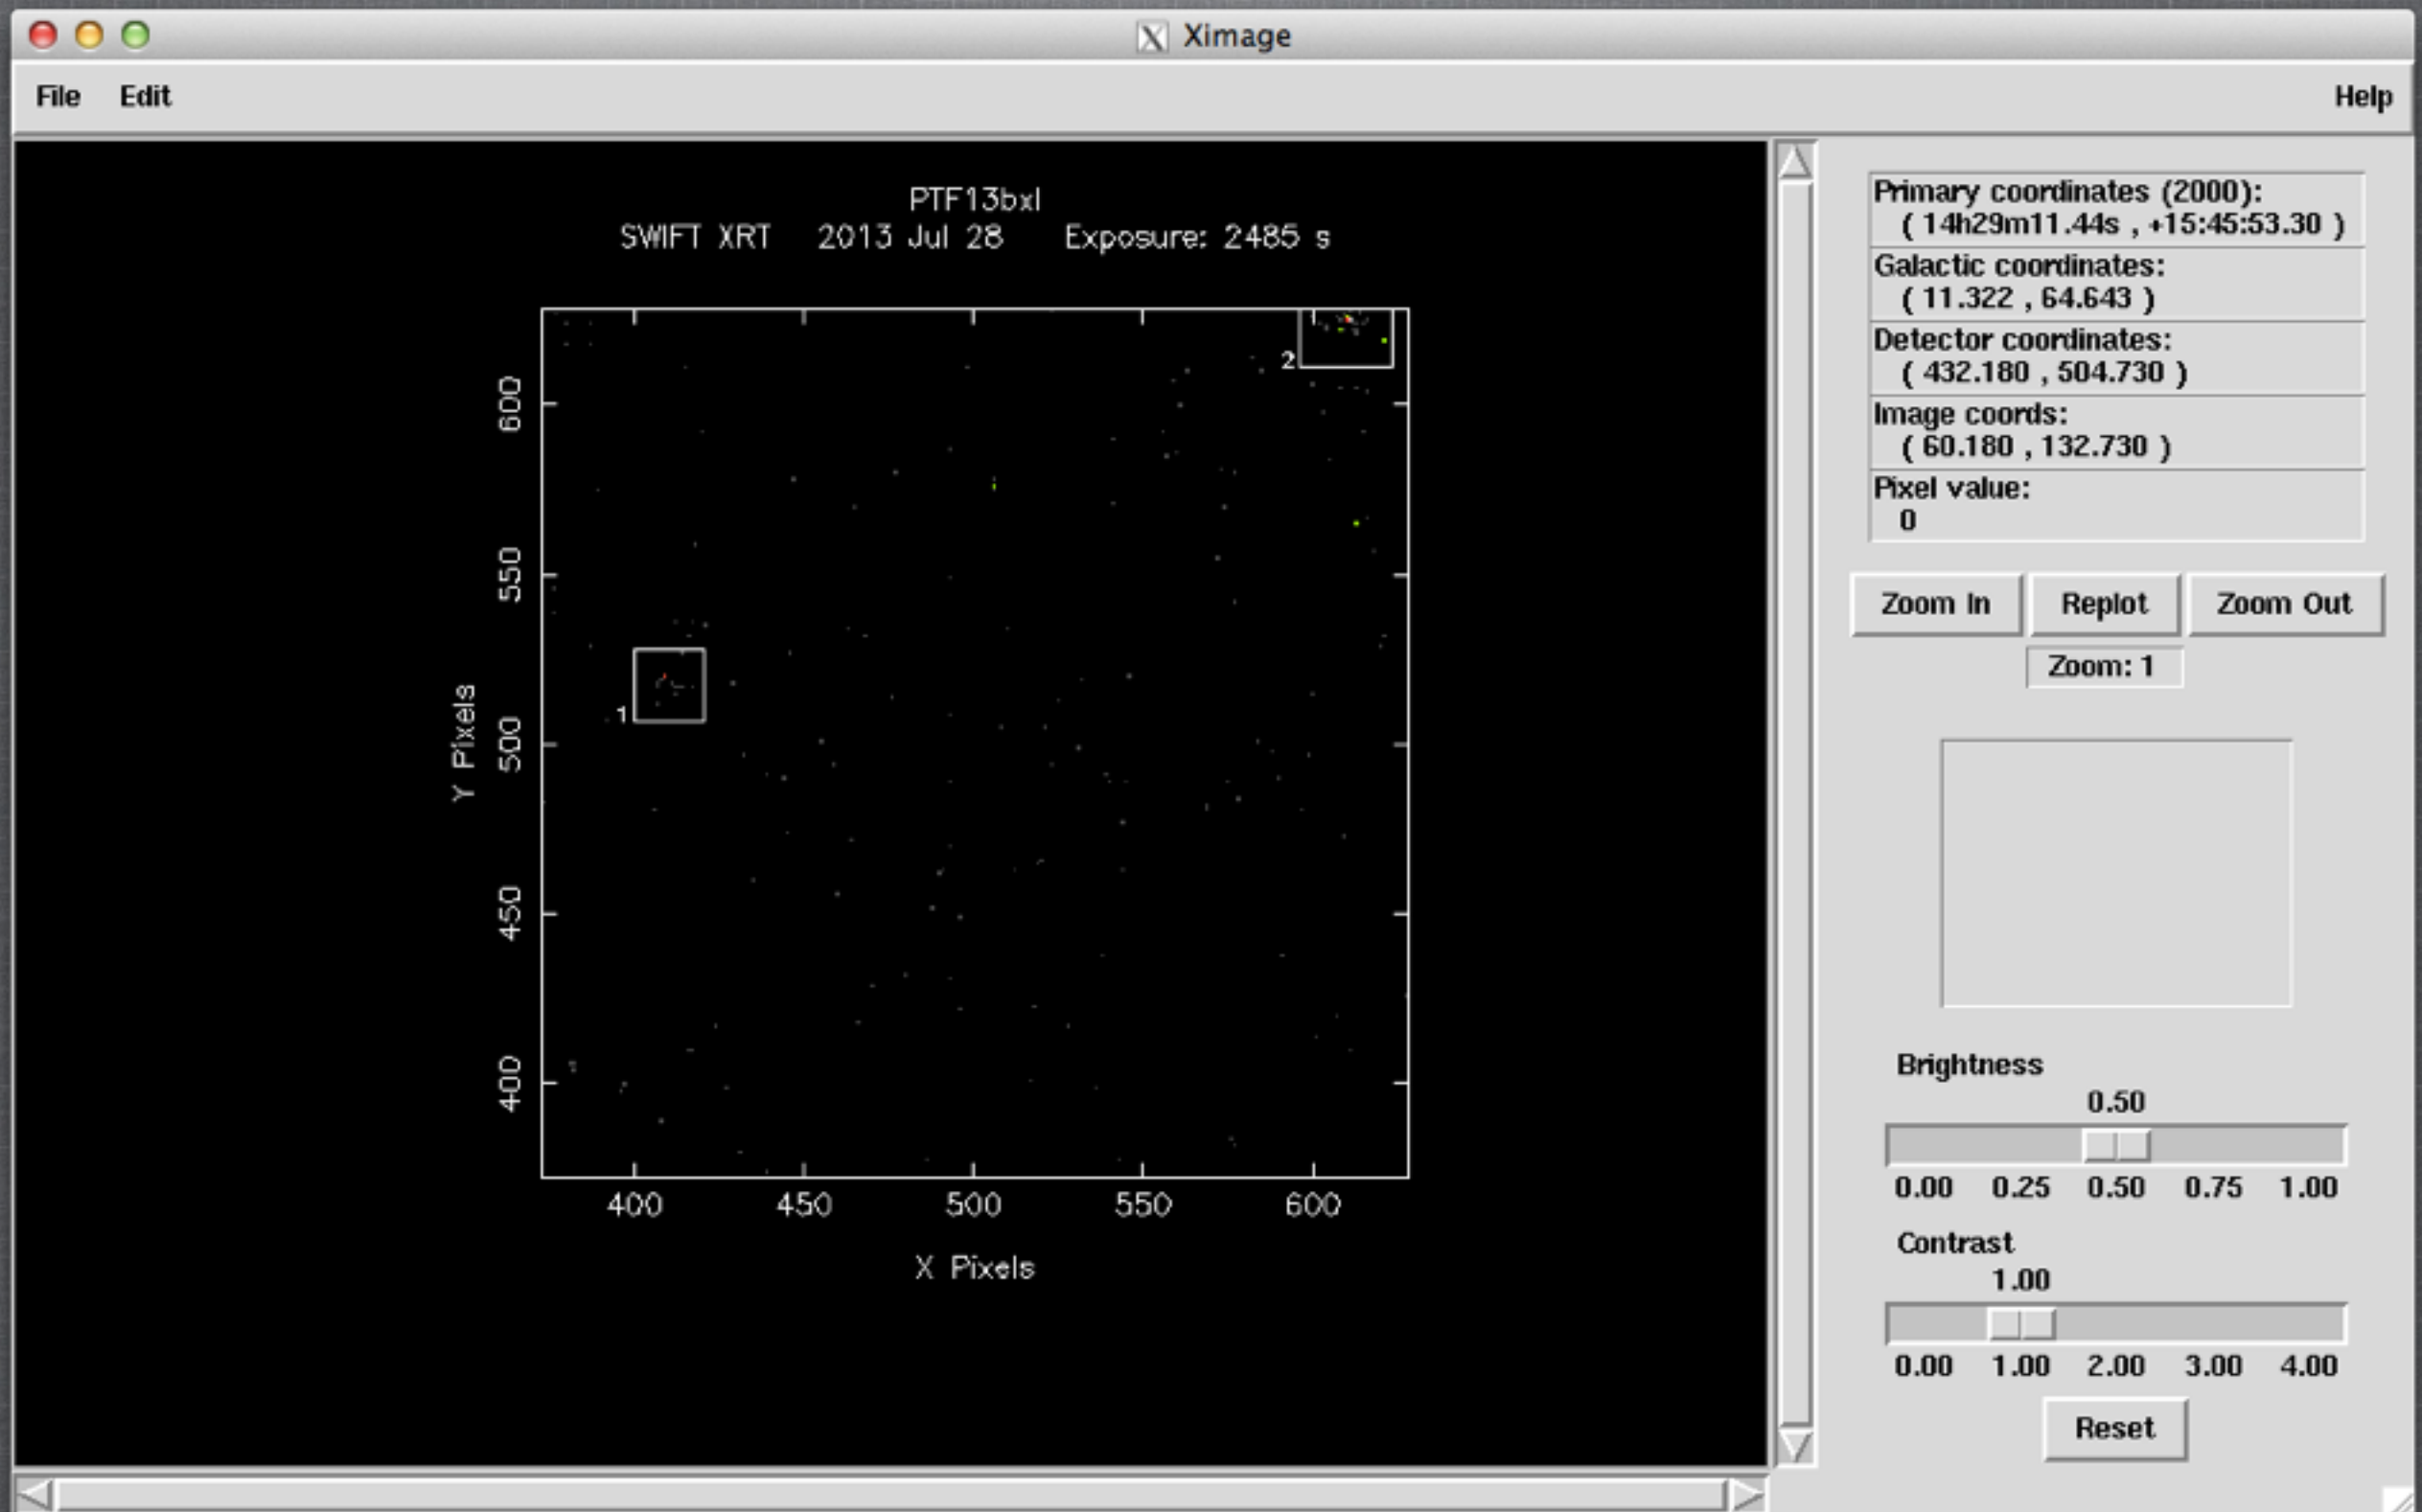 Ximage
File Edit Help
PTF13bxl
SWIFT XRT 2013 Jul 28 Exposure: 2485 s
2
1
600
550
500
450
400
Y Pixels
400 450 500 550 600
X Pixels
Primary coordinates (2000):
( 14h29m11.44s , +15:45:53.30 )
Galactic coordinates:
( 11.322 , 64.643 )
Detector coordinates:
( 432.180 , 504.730 )
Image coords:
( 60.180 , 132.730 )
Pixel value:
0
Zoom In Replot Zoom Out
Zoom: 1
Brightness
0.50
0.00 0.25 0.50 0.75 1.00
Contrast
1.00
0.00 1.00 2.00 3.00 4.00
Reset